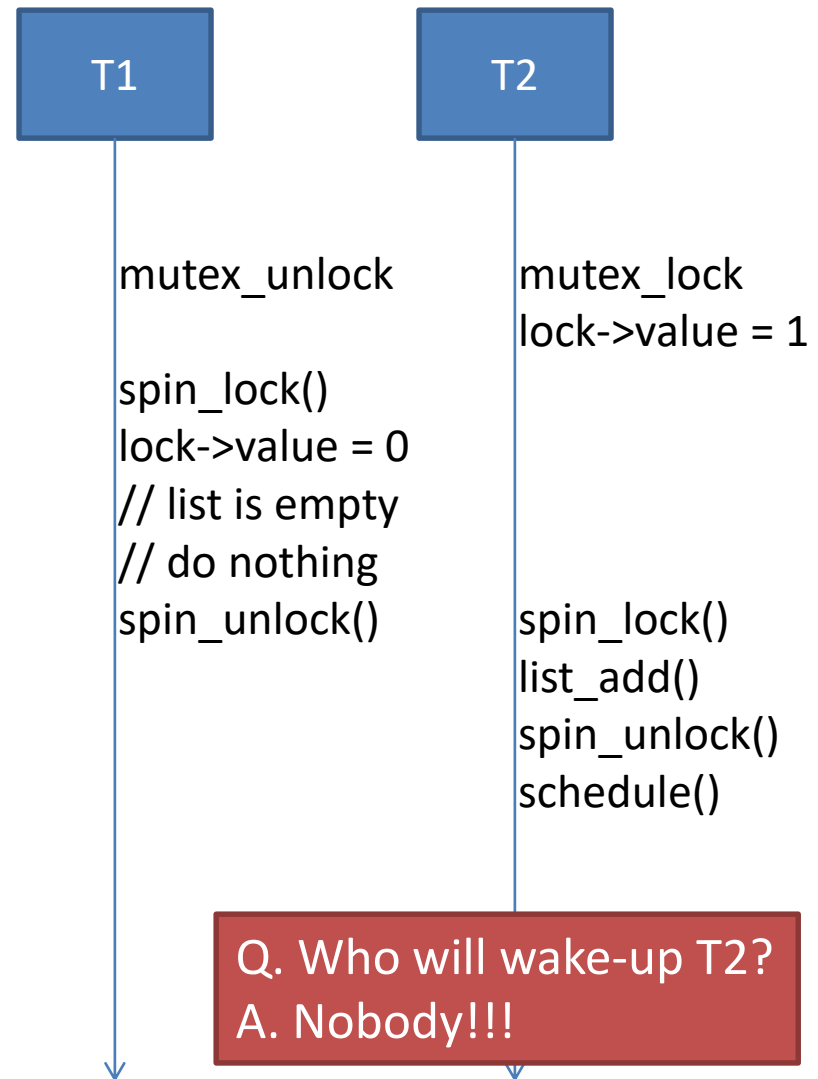 T1
T2
mutex_unlock
mutex_lock
lock->value = 1
spin_lock()
lock->value = 0
// list is empty
// do nothing
spin_unlock()
spin_lock()
list_add()
spin_unlock()
schedule()
Q. Who will wake-up T2?
A. Nobody!!!